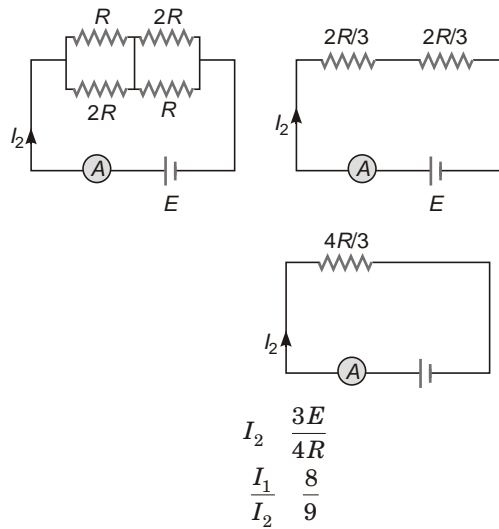 R 2R
2R R
I₂
A
E
2R/3 2R/3
I₂
A
E
4R/3
I₂
A
I₂ 3E/4R
I₁/I₂ 8/9